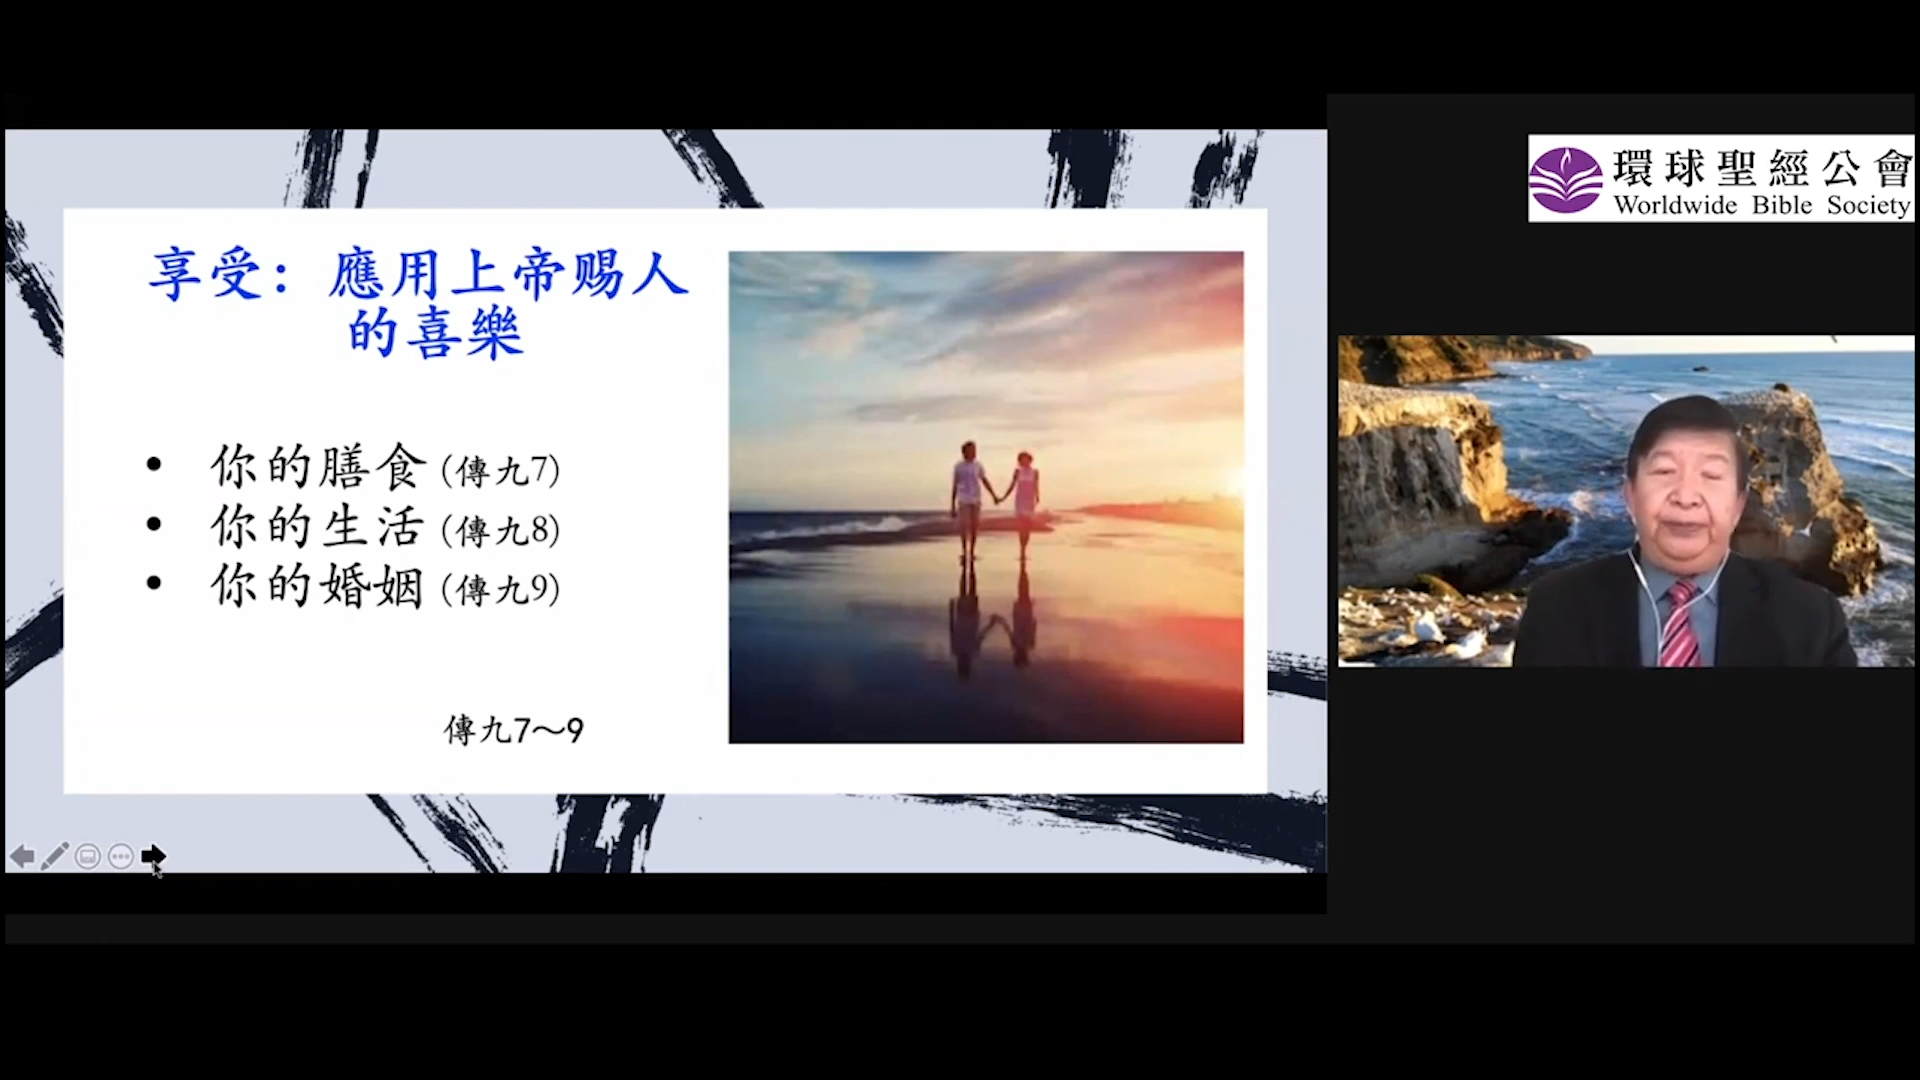 享受：應用上帝赐人
的喜樂
• 你的膳食 (傳九7)
• 你的生活 (傳九8)
• 你的婚姻 (傳九9)
傳九7～9
環球聖經公會
Worldwide Bible Society